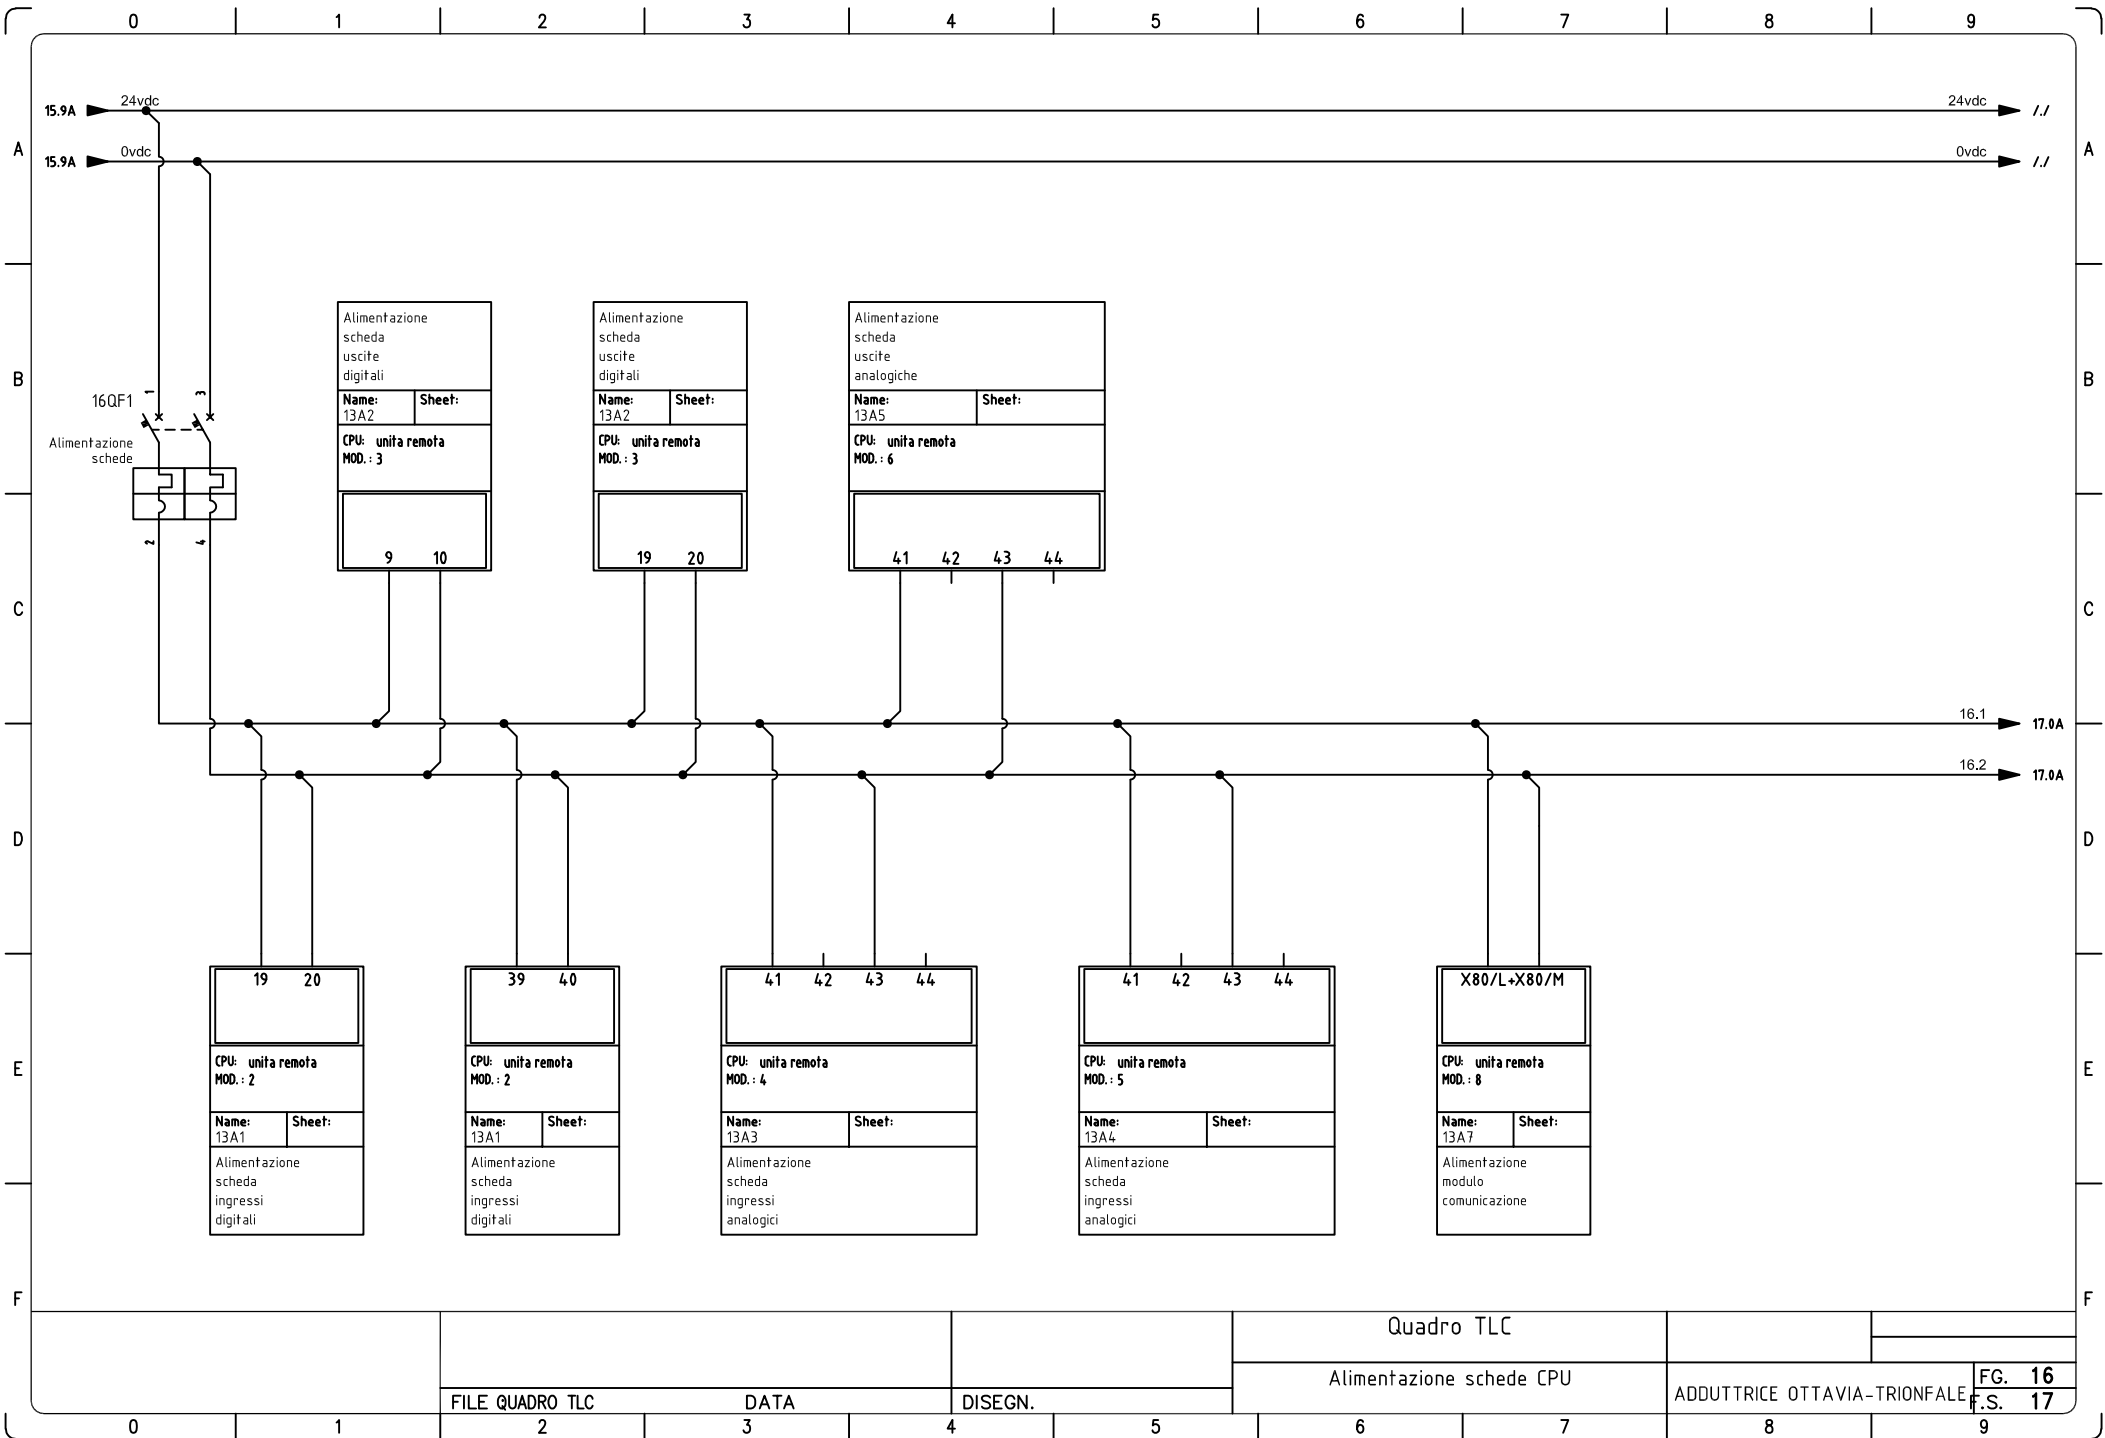 0 1 2 3 4 5 6 7 8 9
15.9A 24vdc 24vdc /./
A 15.9A 0vdc 0vdc /./ A
Alimentazione
scheda
uscite
digitali
Name: Sheet:
13A2
CPU: unita remota
MOD. : 3
9 10
Alimentazione
scheda
uscite
digitali
Name: Sheet:
13A2
CPU: unita remota
MOD. : 3
19 20
Alimentazione
scheda
uscite
analogiche
Name: Sheet:
13A5
CPU: unita remota
MOD. : 6
41 42 43 44
B B
1 3
16QF1
Alimentazione
schede
2 4
C C
16.1 17.0A
16.2 17.0A
D D
19 20
CPU: unita remota
MOD. : 2
Name: Sheet:
13A1
Alimentazione
scheda
ingressi
digitali
39 40
CPU: unita remota
MOD. : 2
Name: Sheet:
13A1
Alimentazione
scheda
ingressi
digitali
41 42 43 44
CPU: unita remota
MOD. : 4
Name: Sheet:
13A3
Alimentazione
scheda
ingressi
analogici
41 42 43 44
CPU: unita remota
MOD. : 5
Name: Sheet:
13A4
Alimentazione
scheda
ingressi
analogici
X80/L+X80/M
CPU: unita remota
MOD. : 8
Name: Sheet:
13A7
Alimentazione
modulo
comunicazione
E E
F F
Quadro TLC
Alimentazione schede CPU
FILE QUADRO TLC DATA DISEGN.
ADDUTTRICE OTTAVIA-TRIONFALE
FG. 16
F.S. 17
0 1 2 3 4 5 6 7 8 9